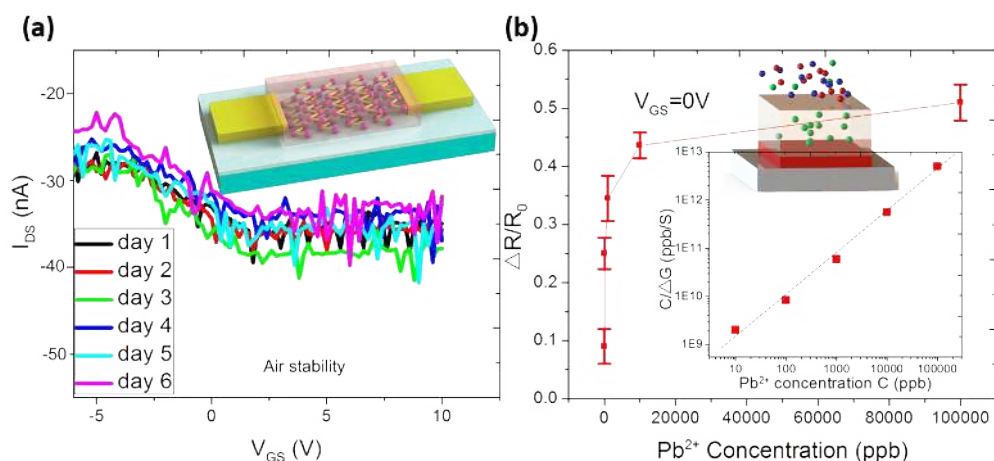 (a)
-20
-30
-40
-50
I_DS (nA)
day 1
day 2
day 3
day 4
day 5
day 6
Air stability
-5 0 5 10
V_GS (V)
(b)
0.6
0.5
0.4
0.3
0.2
0.1
0.0
△R/R₀
V_GS=0V
1E13
1E12
1E11
1E10
1E9
C/△G (ppb/S)
10 100 1000 10000 100000
Pb²⁺ concentration C (ppb)
0 20000 40000 60000 80000 100000
Pb²⁺ Concentration (ppb)